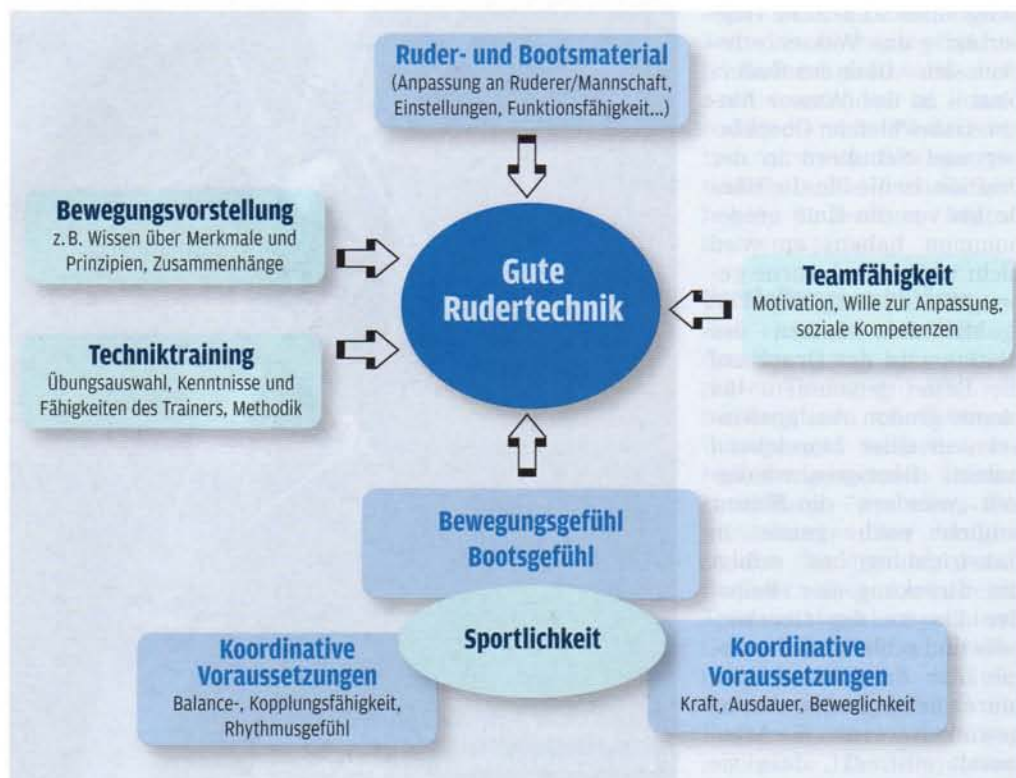 Ruder- und Bootsmaterial
(Anpassung an Ruderer/Mannschaft,
Einstellungen, Funktionsfähigkeit...)
Bewegungsvorstellung
z. B. Wissen über Merkmale und
Prinzipien, Zusammenhänge
Gute
Rudertechnik
Teamfähigkeit
Motivation, Wille zur Anpassung,
soziale Kompetenzen
Techniktraining
Übungsauswahl, Kenntnisse und
Fähigkeiten des Trainers, Methodik
Bewegungsgefühl
Bootsgefühl
Sportlichkeit
Koordinative
Voraussetzungen
Balance-, Kopplungsfähigkeit,
Rhythmusgefühl
Koordinative
Voraussetzungen
Kraft, Ausdauer, Beweglichkeit